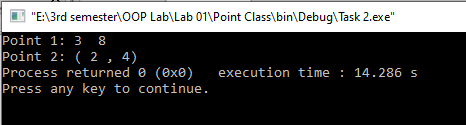 "E:\3rd semester\OOP Lab\Lab 01\Point Class\bin\Debug\Task 2.exe"
Point 1: 3  8
Point 2: ( 2 , 4)
Process returned 0 (0x0)   execution time : 14.286 s
Press any key to continue.